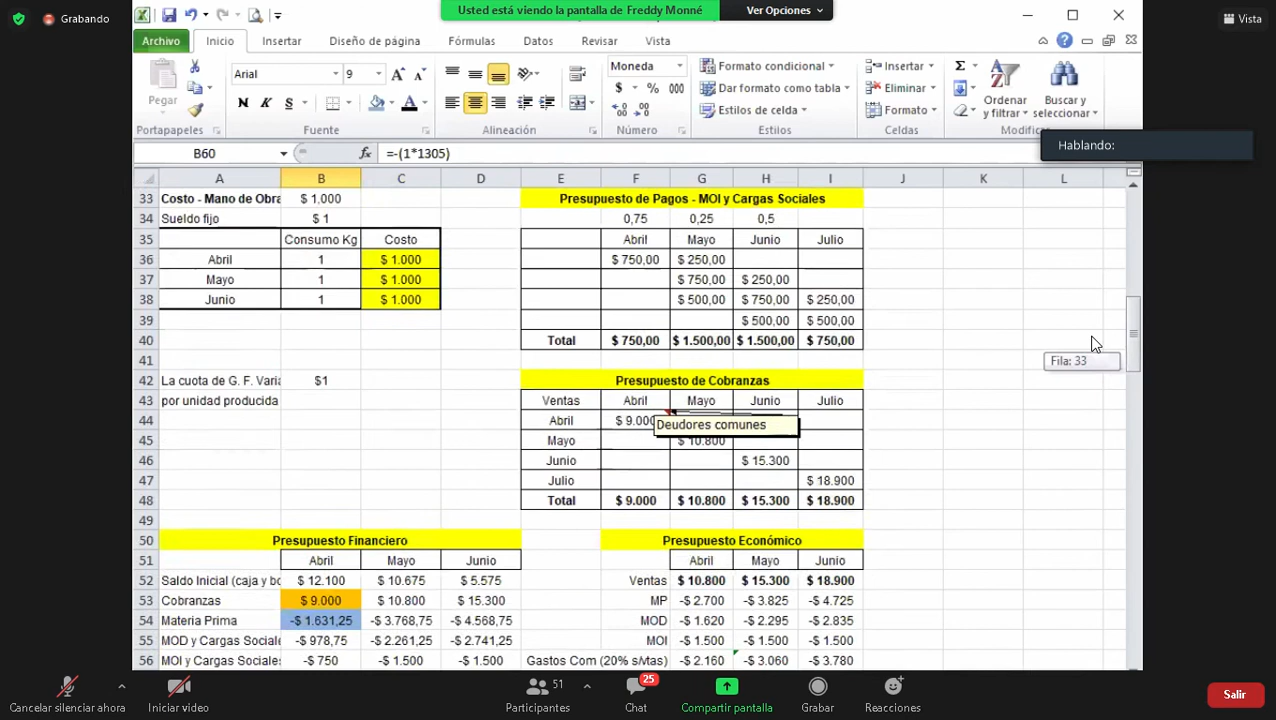 Grabando
Usted está viendo la pantalla de Freddy Monné
Ver Opciones
Vista
Archivo Inicio Insertar Diseño de página Fórmulas Datos Revisar Vista
Pegar
Arial 9
N K S
Moneda
$ % 000
Formato condicional
Dar formato como tabla
Estilos de celda
Insertar
Eliminar
Formato
Ordenar y filtrar
Buscar y seleccionar
Portapapeles Fuente Alineación Número Estilos Celdas Modific
Hablando:
B60 fx =-(1*1305)
A B C D E F G H I J K L
33 Costo - Mano de Obra $ 1,000 Presupuesto de Pagos - MOI y Cargas Sociales
34 Sueldo fijo $ 1 0,75 0,25 0,5
35 Consumo Kg Costo Abril Mayo Junio Julio
36 Abril 1 $ 1.000 $ 750,00 $ 250,00
37 Mayo 1 $ 1.000 $ 750,00 $ 250,00
38 Junio 1 $ 1.000 $ 500,00 $ 750,00 $ 250,00
39 $ 500,00 $ 500,00
40 Total $ 750,00 $ 1.500,00 $ 1.500,00 $ 750,00
Fila: 33
41
42 La cuota de G. F. Varia $1 Presupuesto de Cobranzas
43 por unidad producida Ventas Abril Mayo Junio Julio
44 Abril $ 9.000 Deudores comunes
45 Mayo $ 10.800
46 Junio $ 15.300
47 Julio $ 18.900
48 Total $ 9.000 $ 10.800 $ 15.300 $ 18.900
49
50 Presupuesto Financiero Presupuesto Económico
51 Abril Mayo Junio Abril Mayo Junio
52 Saldo Inicial (caja y bc $ 12.100 $ 10.675 $ 5.575 Ventas $ 10.800 $ 15.300 $ 18.900
53 Cobranzas $ 9.000 $ 10.800 $ 15.300 MP -$ 2.700 -$ 3.825 -$ 4.725
54 Materia Prima -$ 1.631,25 -$ 3.768,75 -$ 4.568,75 MOD -$ 1.620 -$ 2.295 -$ 2.835
55 MOD y Cargas Sociale -$ 978,75 -$ 2.261,25 -$ 2.741,25 MOI -$ 1.500 -$ 1.500 -$ 1.500
56 MOI y Cargas Sociales -$ 750 -$ 1.500 -$ 1.500 Gastos Com (20% s/vtas) -$ 2.160 -$ 3.060 -$ 3.780
51
25
Cancelar silenciar ahora
Iniciar video
Participantes
Chat
Compartir pantalla
Grabar
Reacciones
Salir